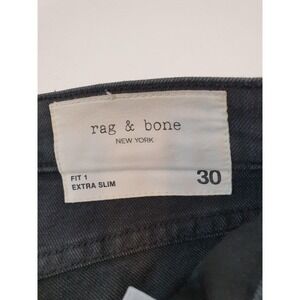 rag & bone
NEW YORK
FIT 1
EXTRA SLIM
30